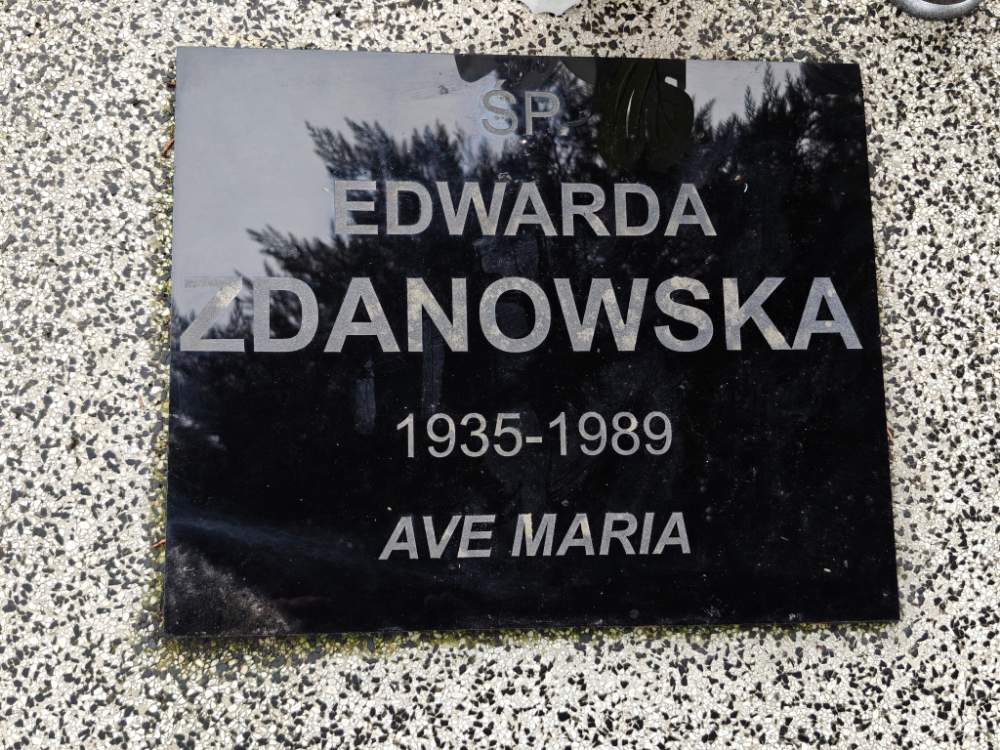 SP.
EDWARDA
ZDANOWSKA
1935-1989
AVE MARIA